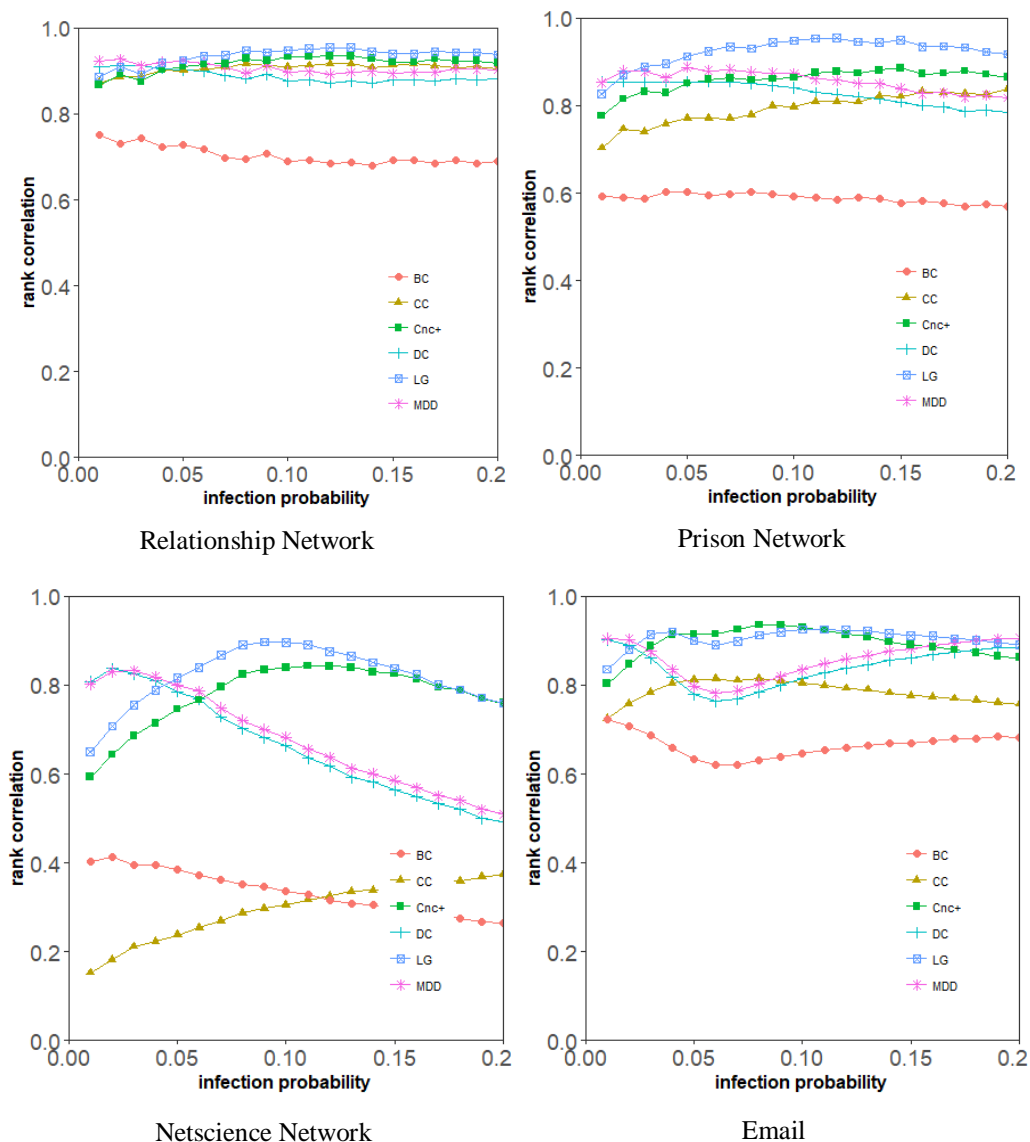 1.0
0.8
0.6
0.4
0.2
0.0
rank correlation
BC
CC
Cnc+
DC
LG
MDD
0.00 0.05 0.10 0.15 0.2
infection probability
Relationship Network
1.0
0.8
0.6
0.4
0.2
0.0
rank correlation
BC
CC
Cnc+
DC
LG
MDD
0.00 0.05 0.10 0.15 0.2
infection probability
Prison Network
1.0
0.8
0.6
0.4
0.2
0.0
rank correlation
BC
CC
Cnc+
DC
LG
MDD
0.00 0.05 0.10 0.15 0.2
infection probability
Netscience Network
1.0
0.8
0.6
0.4
0.2
0.0
rank correlation
BC
CC
Cnc+
DC
LG
MDD
0.00 0.05 0.10 0.15 0.2
infection probability
Email